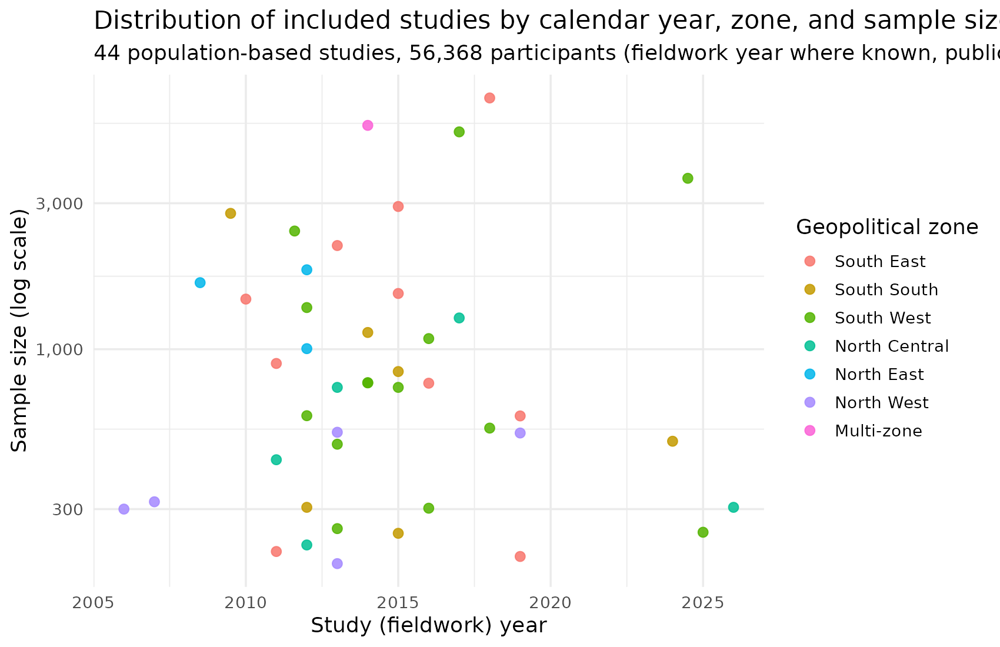 Distribution of included studies by calendar year, zone, and sample
44 population-based studies, 56,368 participants (fieldwork year where known,
3,000
1,000
300
Sample size (log scale)
2005 2010 2015 2020 2025
Study (fieldwork) year
Geopolitical zone
South East
South South
South West
North Central
North East
North West
Multi-zone